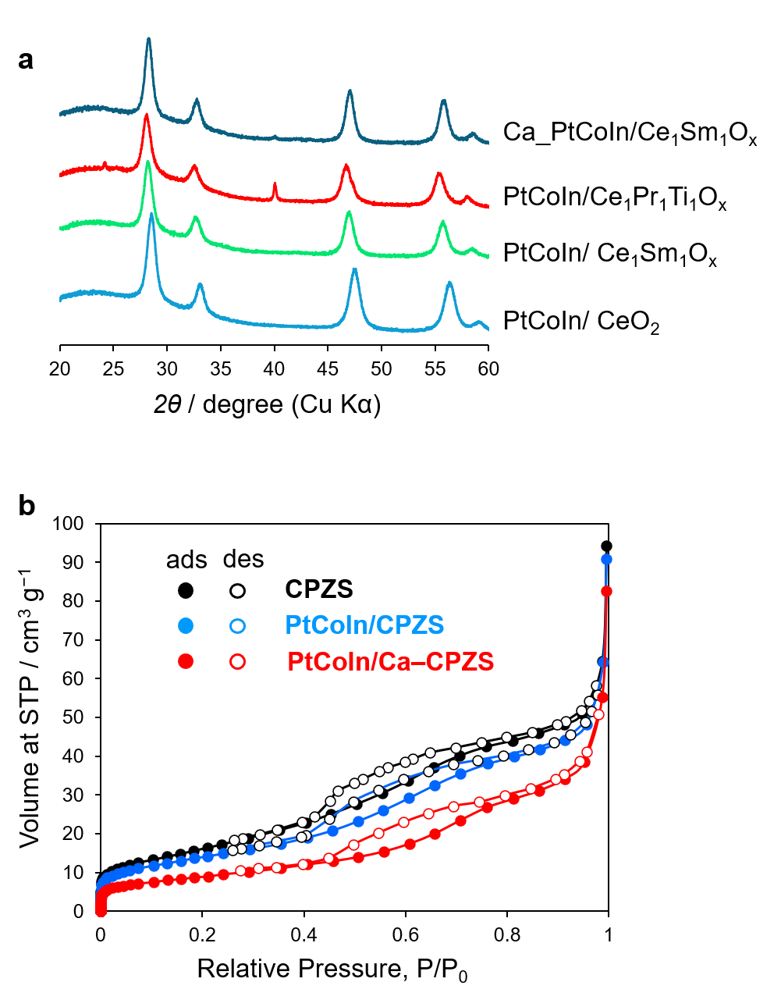 a
Ca_PtCoIn/Ce₁Sm₁Oₓ
PtCoIn/Ce₁Pr₁Ti₁Oₓ
PtCoIn/ Ce₁Sm₁Oₓ
PtCoIn/ CeO₂
20 25 30 35 40 45 50 55 60
2θ / degree (Cu Kα)
b
Volume at STP / cm³ g⁻¹
100
90
80
70
60
50
40
30
20
10
0
ads des
CPZS
PtCoIn/CPZS
PtCoIn/Ca–CPZS
0 0.2 0.4 0.6 0.8 1
Relative Pressure, P/P₀